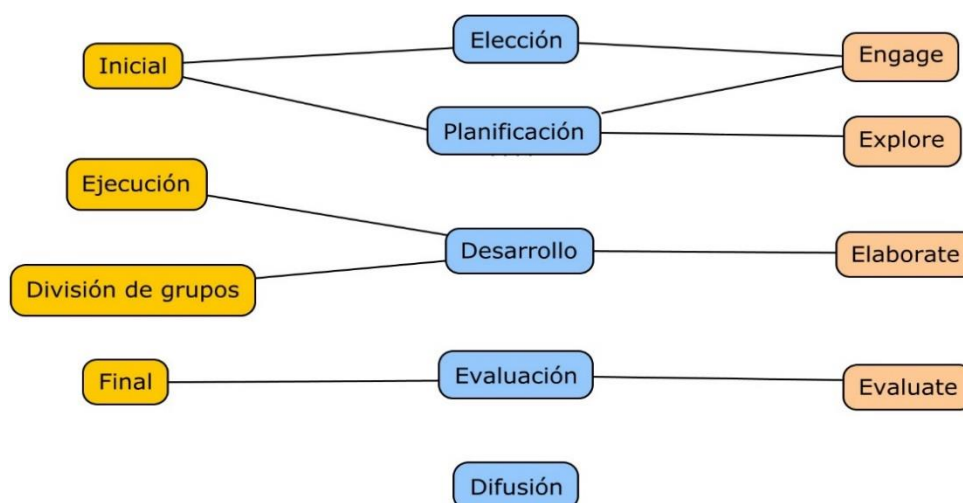 Inicial
Elección
Engage
Planificación
Explore
Ejecución
Desarrollo
Elaborate
División de grupos
Final
Evaluación
Evaluate
Difusión